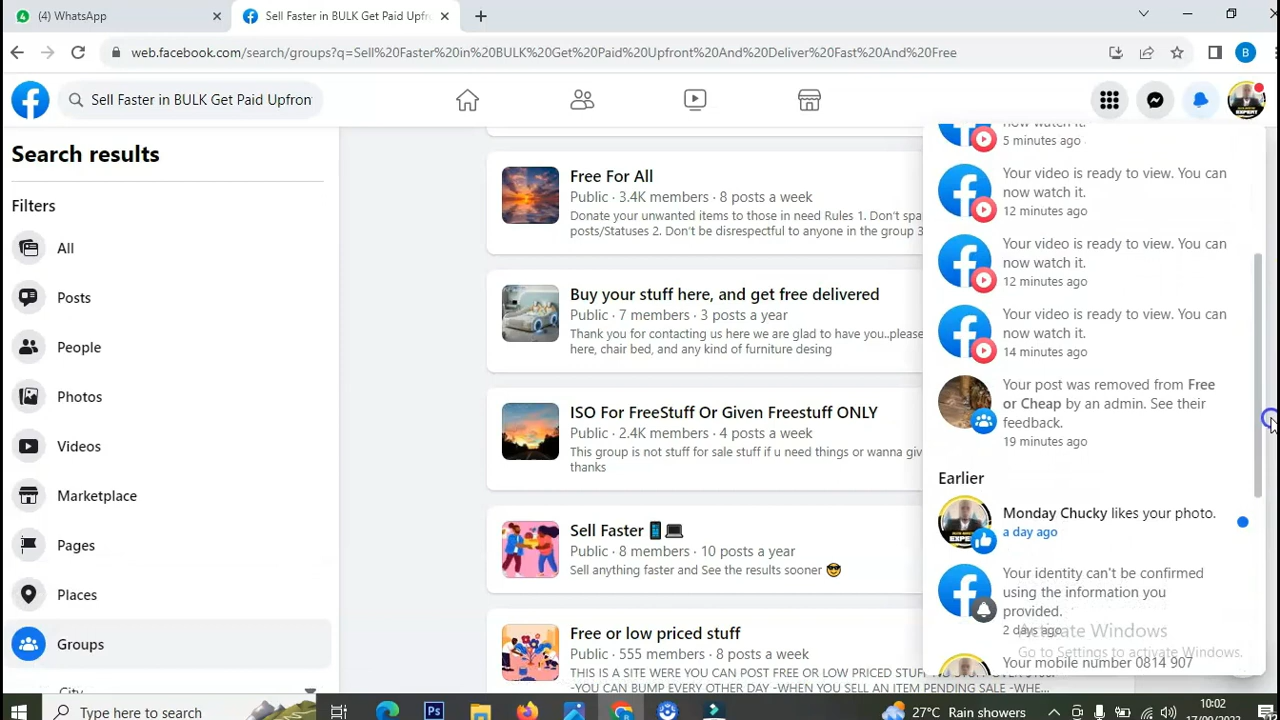 (4) WhatsApp
Sell Faster in BULK Get Paid Upfr
web.facebook.com/search/groups?q=Sell%20Faster%20in%20BULK%20Get%20Paid%20Upfront%20And%20Deliver%20Fast%20And%20Free
B
Sell Faster in BULK Get Paid Upfron
Search results
Filters
All
Posts
People
Photos
Videos
Marketplace
Pages
Places
Groups
City
Free For All
Public · 3.4K members · 8 posts a week
Donate your unwanted items to those in need Rules 1. Don't spa
posts/Statuses 2. Don't be disrespectful to anyone in the group 3
Buy your stuff here, and get free delivered
Public · 7 members · 3 posts a year
Thank you for contacting us here we are glad to have you..please
here, chair bed, and any kind of furniture desing
ISO For FreeStuff Or Given Freestuff ONLY
Public · 2.4K members · 4 posts a week
This group is not stuff for sale stuff if u need things or wanna giv
thanks
Sell Faster📱💻
Public · 8 members · 10 posts a year
Sell anything faster and See the results sooner 😎
Free or low priced stuff
Public · 555 members · 8 posts a week
THIS IS A SITE WERE YOU CAN POST FREE OR LOW PRICED STUFF
-YOU CAN BUMP EVERY OTHER DAY -WHEN YOU SELL AN ITEM PENDING SALE -WHE...
now watch it.
5 minutes ago
Your video is ready to view. You can
now watch it.
12 minutes ago
Your video is ready to view. You can
now watch it.
12 minutes ago
Your video is ready to view. You can
now watch it.
14 minutes ago
Your post was removed from Free
or Cheap by an admin. See their
feedback.
19 minutes ago
Earlier
Monday Chucky likes your photo.
a day ago
Your identity can't be confirmed
using the information you
provided.
2 days ago
Your mobile number 0814 907
Activate Windows
Go to Settings to activate Windows.
Type here to search
Ps
27°C Rain showers
10:02